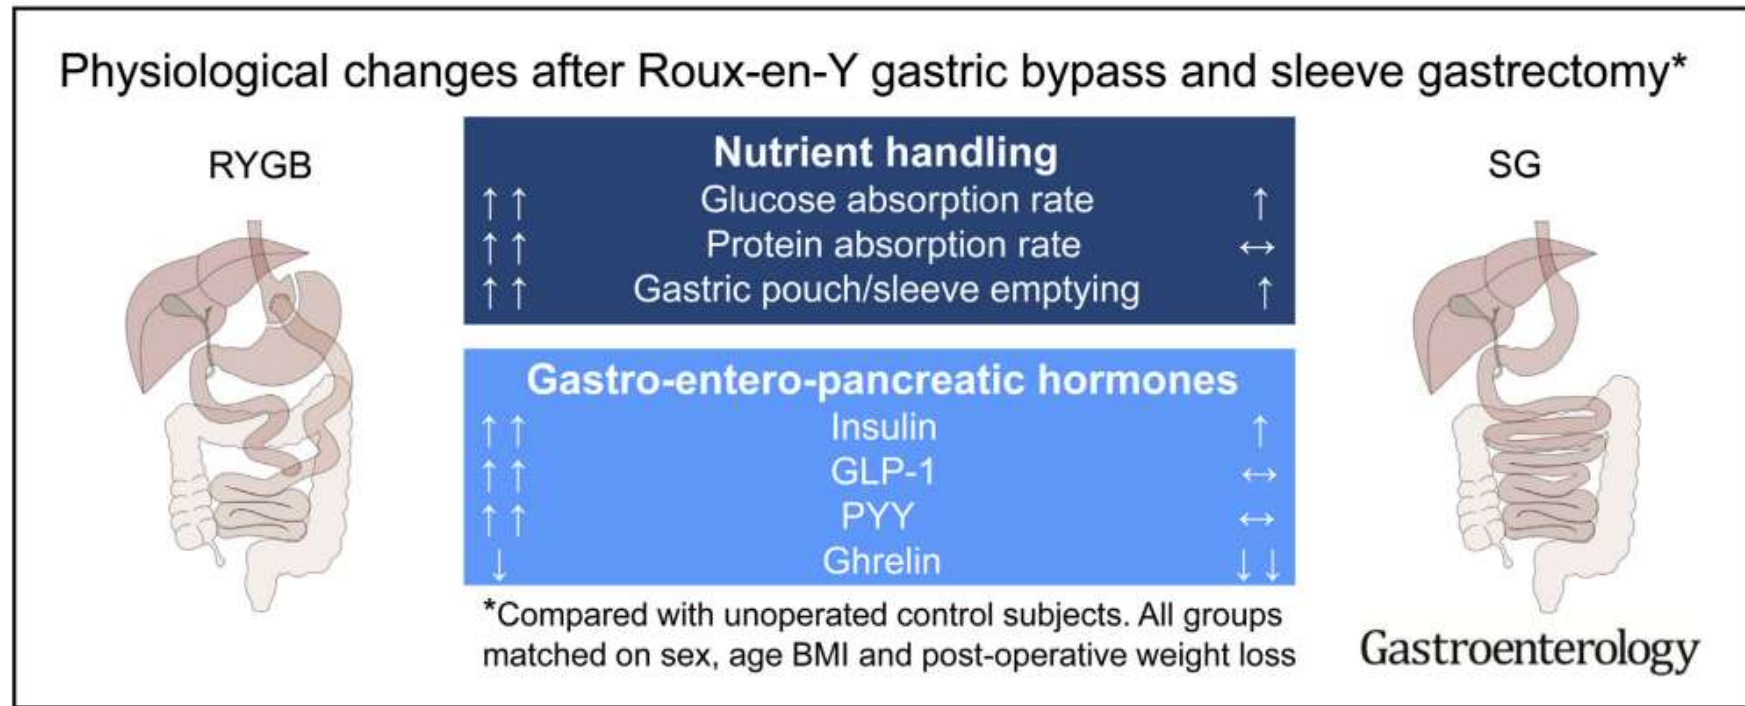 Physiological changes after Roux-en-Y gastric bypass and sleeve gastrectomy*
RYGB
SG
Nutrient handling
↑ ↑ Glucose absorption rate ↑
↑ ↑ Protein absorption rate ↔
↑ ↑ Gastric pouch/sleeve emptying ↑
Gastro-entero-pancreatic hormones
↑ ↑ Insulin ↑
↑ ↑ GLP-1 ↔
↑ ↑ PYY ↔
↓ Ghrelin ↓ ↓
*Compared with unoperated control subjects. All groups
matched on sex, age BMI and post-operative weight loss
Gastroenterology